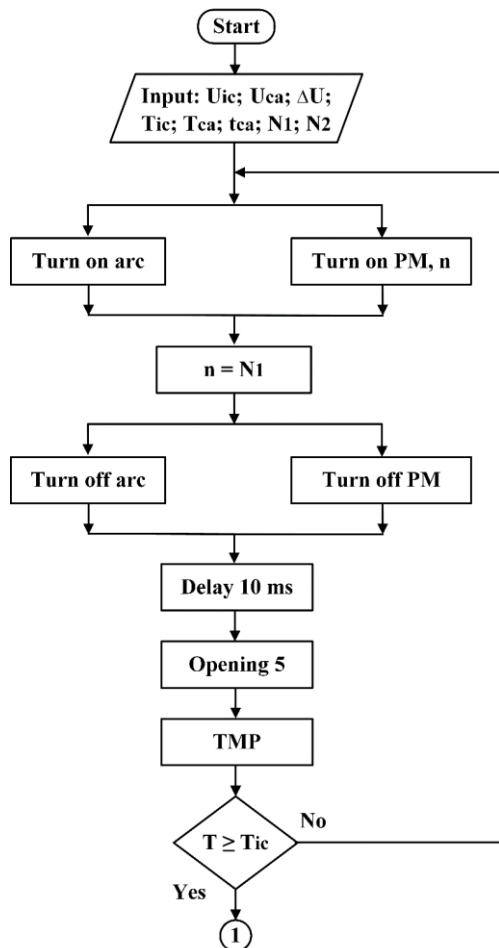 Start
Input: Uic; Uca; ΔU;
Tic; Tca; tca; N1; N2
Turn on arc
Turn on PM, n
n = N1
Turn off arc
Turn off PM
Delay 10 ms
Opening 5
TMP
T ≥ Tic
No
Yes
1